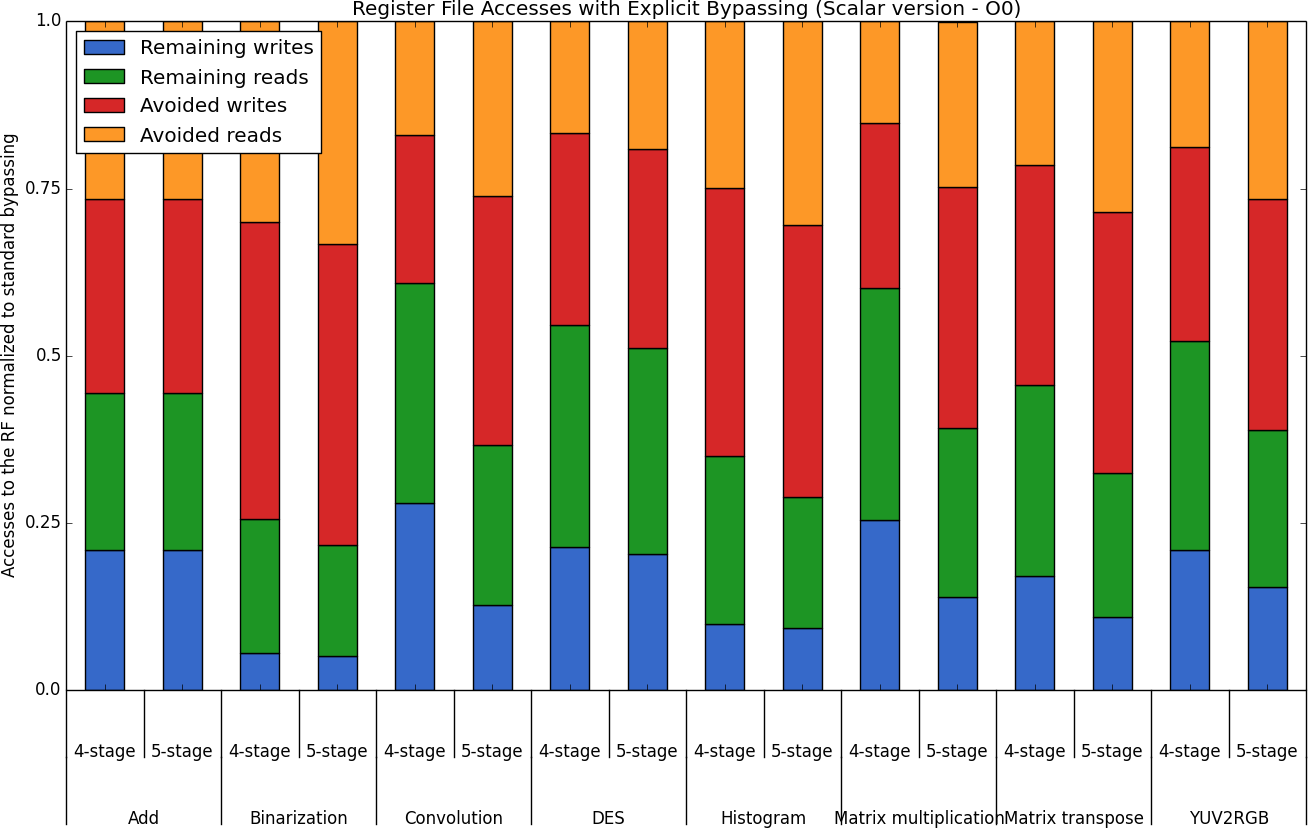 Register File Accesses with Explicit Bypassing (Scalar version - O0)
Remaining writes
Remaining reads
Avoided writes
Avoided reads
Accesses to the RF normalized to standard bypassing
1.0
0.75
0.5
0.25
0.0
4-stage 5-stage 4-stage 5-stage 4-stage 5-stage 4-stage 5-stage 4-stage 5-stage 4-stage 5-stage 4-stage 5-stage 4-stage 5-stage
Add Binarization Convolution DES Histogram Matrix multiplication Matrix transpose YUV2RGB